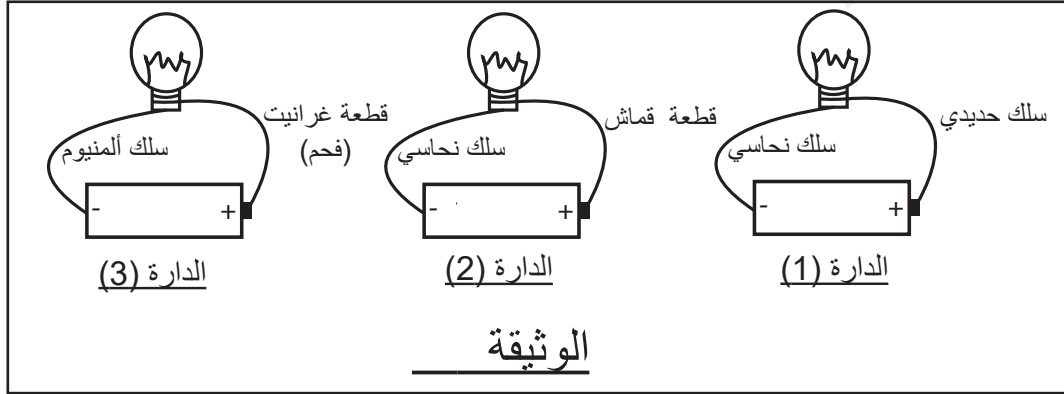 سلك حديدي
سلك نحاسي
- +
الدارة (1)
قطعة قماش
سلك نحاسي
- +
الدارة (2)
قطعة غرانيت
(فحم)
سلك ألمنيوم
- +
الدارة (3)
الوثيقة